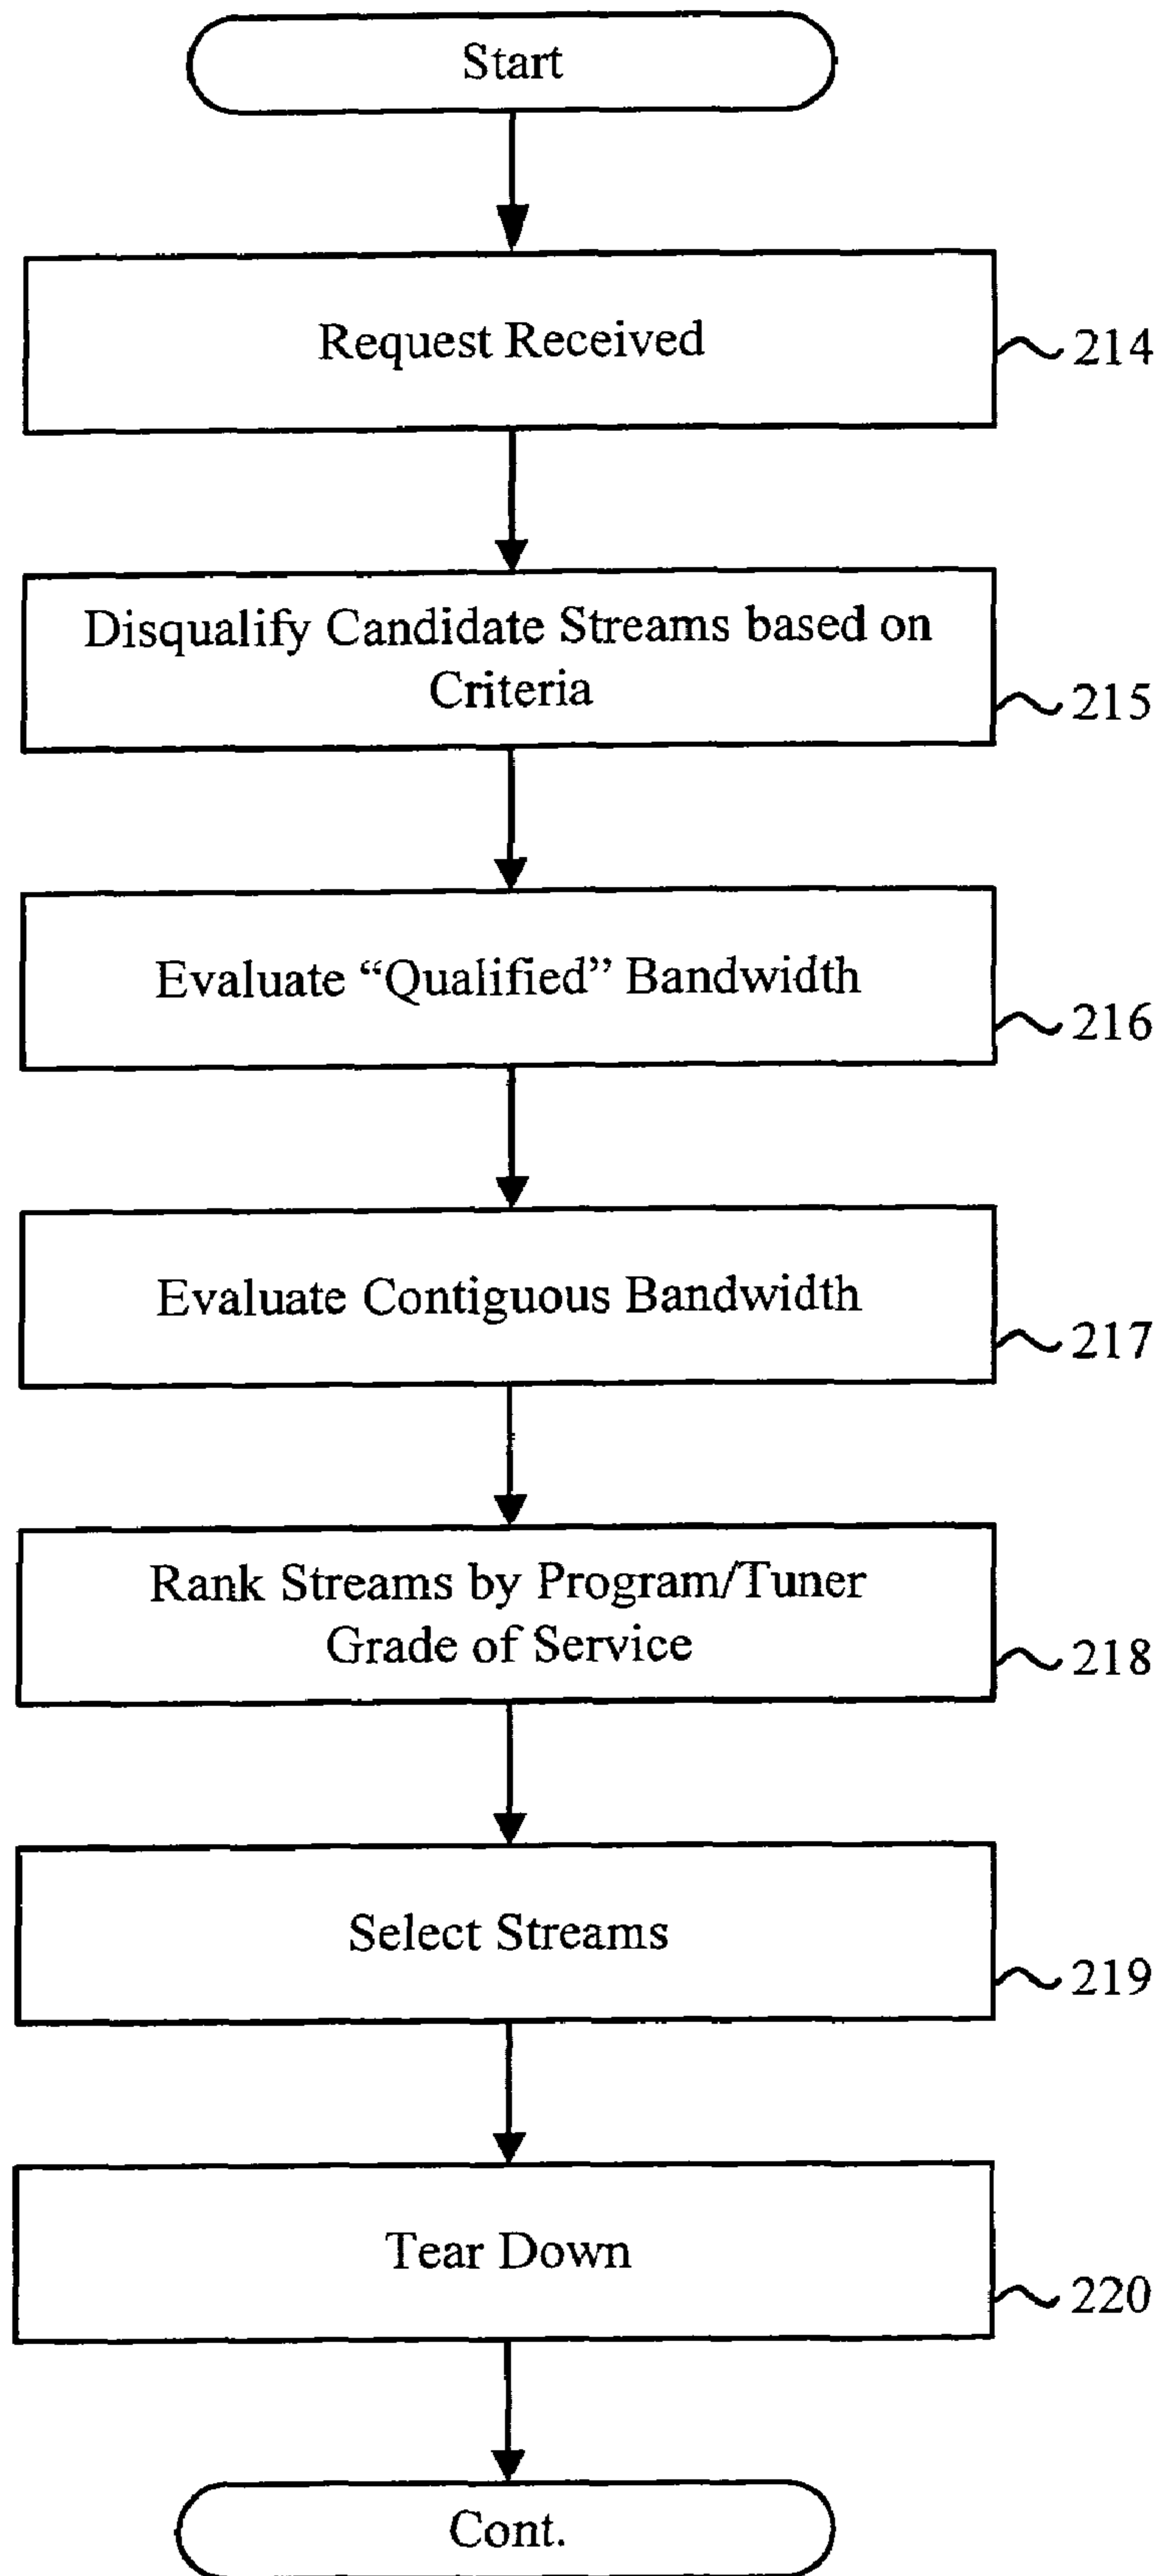 Start
Request Received
214
Disqualify Candidate Streams based on
Criteria
215
Evaluate “Qualified” Bandwidth
216
Evaluate Contiguous Bandwidth
217
Rank Streams by Program/Tuner
Grade of Service
218
Select Streams
219
Tear Down
220
Cont.